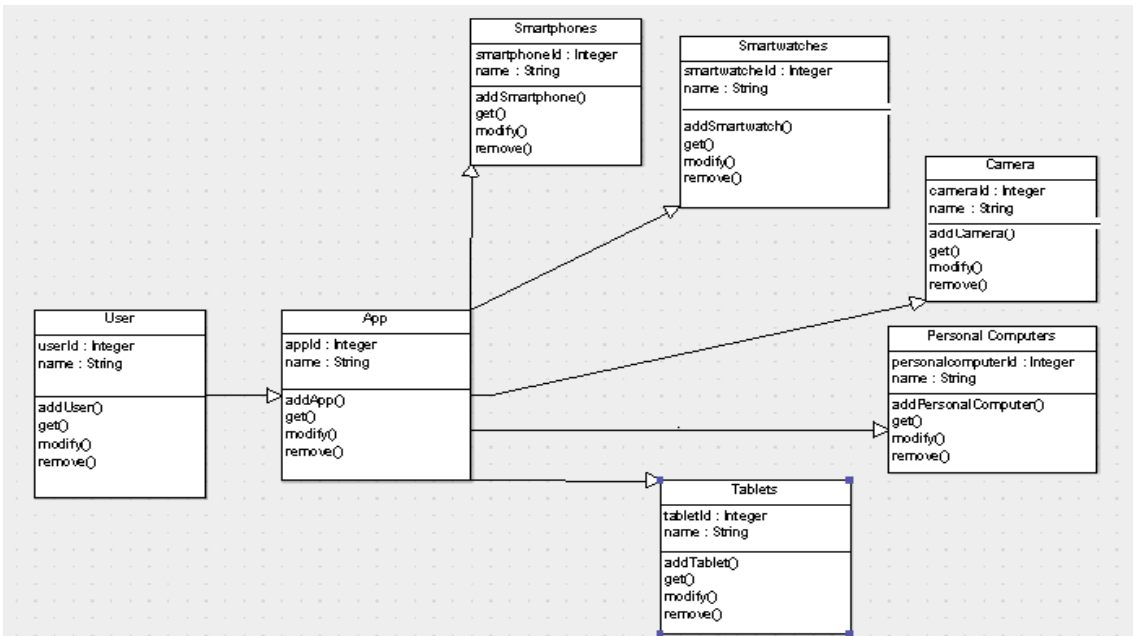 Smartphones
smartphoneId : Integer
name : String
addSmartphone()
get()
modify()
remove()
Smartwatches
smartwatcheId : Integer
name : String
addSmartwatch()
get()
modify()
remove()
Camera
cameraId : Integer
name : String
addCamera()
get()
modify()
remove()
User
userId : Integer
name : String
addUser()
get()
modify()
remove()
App
appId : Integer
name : String
addApp()
get()
modify()
remove()
Personal Computers
personalcomputerId : Integer
name : String
addPersonalComputer()
get()
modify()
remove()
Tablets
tabletId : Integer
name : String
addTablet()
get()
modify()
remove()